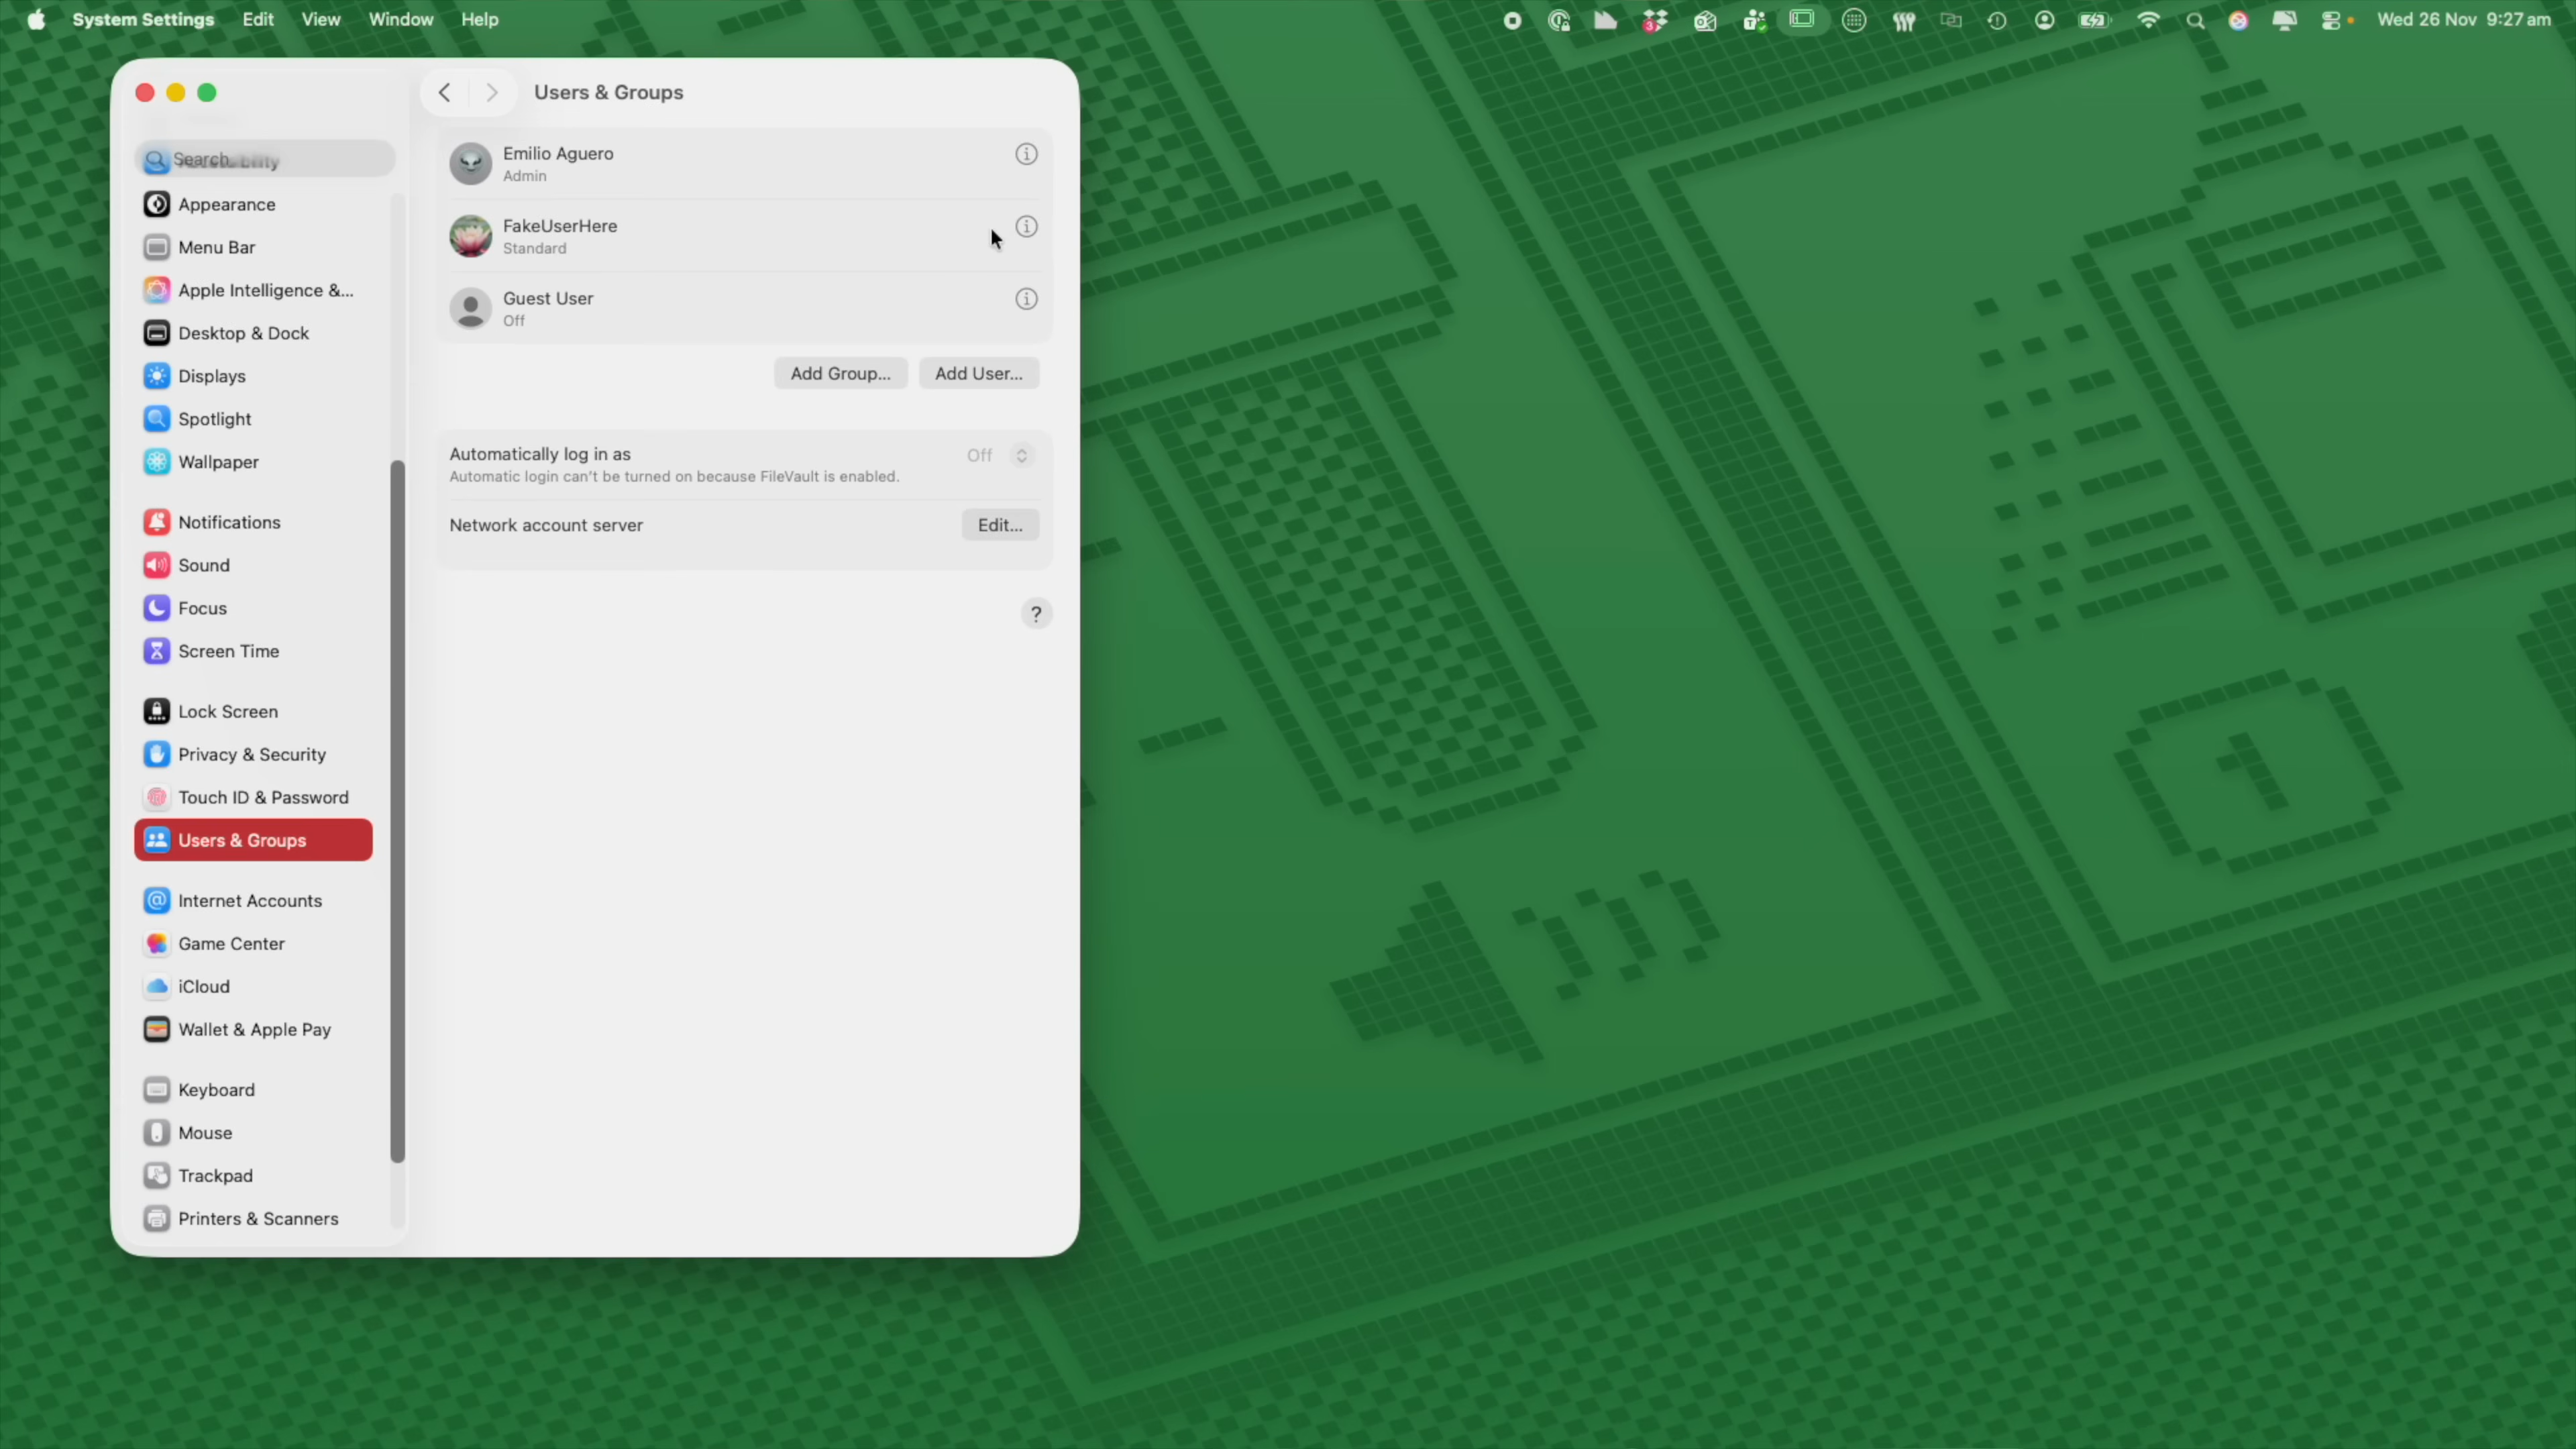 System Settings Edit View Window Help
3
Wed 26 Nov 9:27 am
Users & Groups
Search
Appearance
Menu Bar
Apple Intelligence &...
Desktop & Dock
Displays
Spotlight
Wallpaper
Notifications
Sound
Focus
Screen Time
Lock Screen
Privacy & Security
Touch ID & Password
Users & Groups
Internet Accounts
Game Center
iCloud
Wallet & Apple Pay
Keyboard
Mouse
Trackpad
Printers & Scanners
Emilio Aguero
Admin
FakeUserHere
Standard
Guest User
Off
Add Group...
Add User...
Automatically log in as
Off
Automatic login can't be turned on because FileVault is enabled.
Network account server
Edit...
?
1